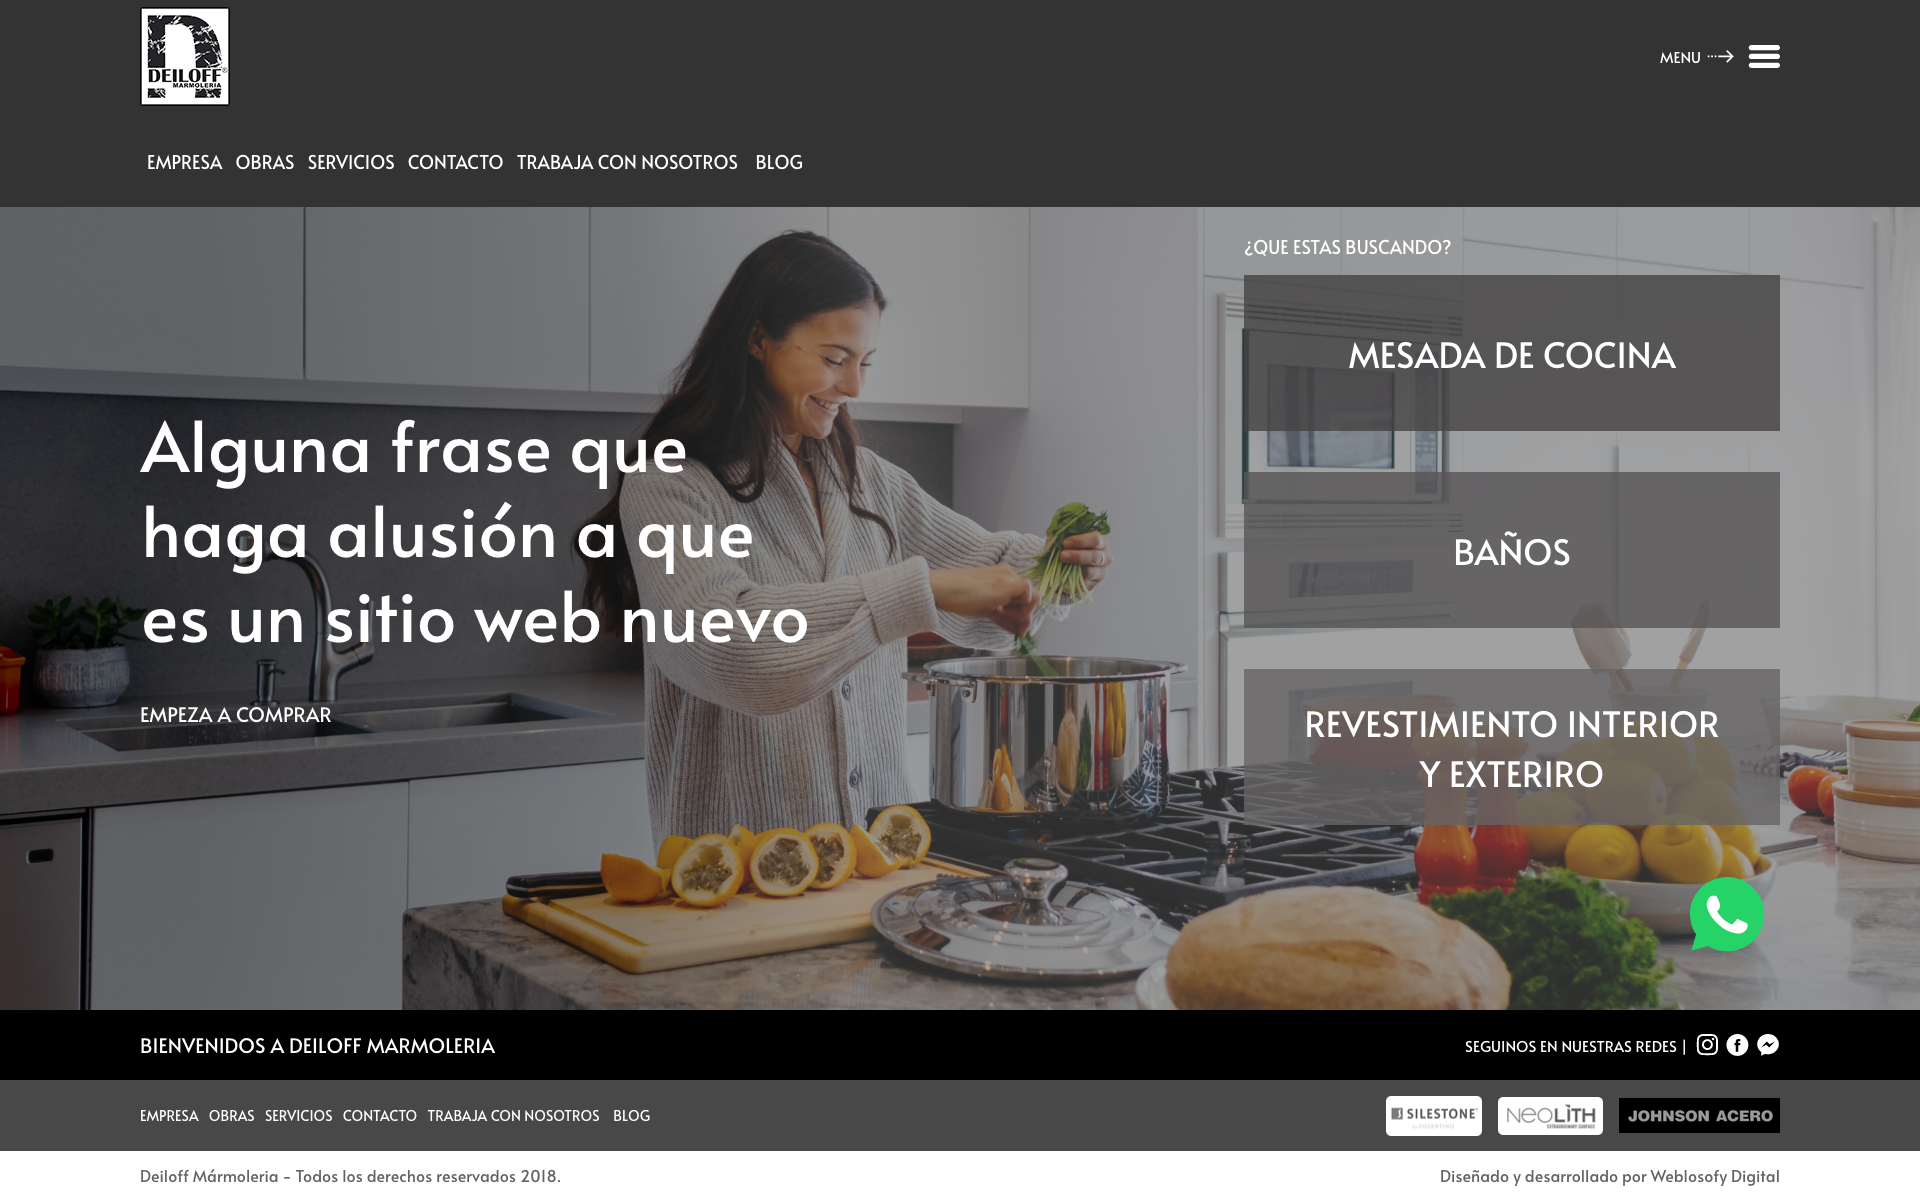 DEILOFF®
MARMOLERIA
MENU
EMPRESA OBRAS SERVICIOS CONTACTO TRABAJA CON NOSOTROS BLOG
¿QUE ESTAS BUSCANDO?
MESADA DE COCINA
Alguna frase que
haga alusión a que
es un sitio web nuevo
BAÑOS
EMPEZA A COMPRAR
REVESTIMIENTO INTERIOR
Y EXTERIRO
BIENVENIDOS A DEILOFF MARMOLERIA
SEGUINOS EN NUESTRAS REDES |
EMPRESA OBRAS SERVICIOS CONTACTO TRABAJA CON NOSOTROS BLOG
SILESTONE
by COSENTINO
NEOLITH
EXTRAORDINARY SURFACE
JOHNSON ACERO
Deiloff Mármoleria - Todos los derechos reservados 2018.
Diseñado y desarrollado por Weblosofy Digital